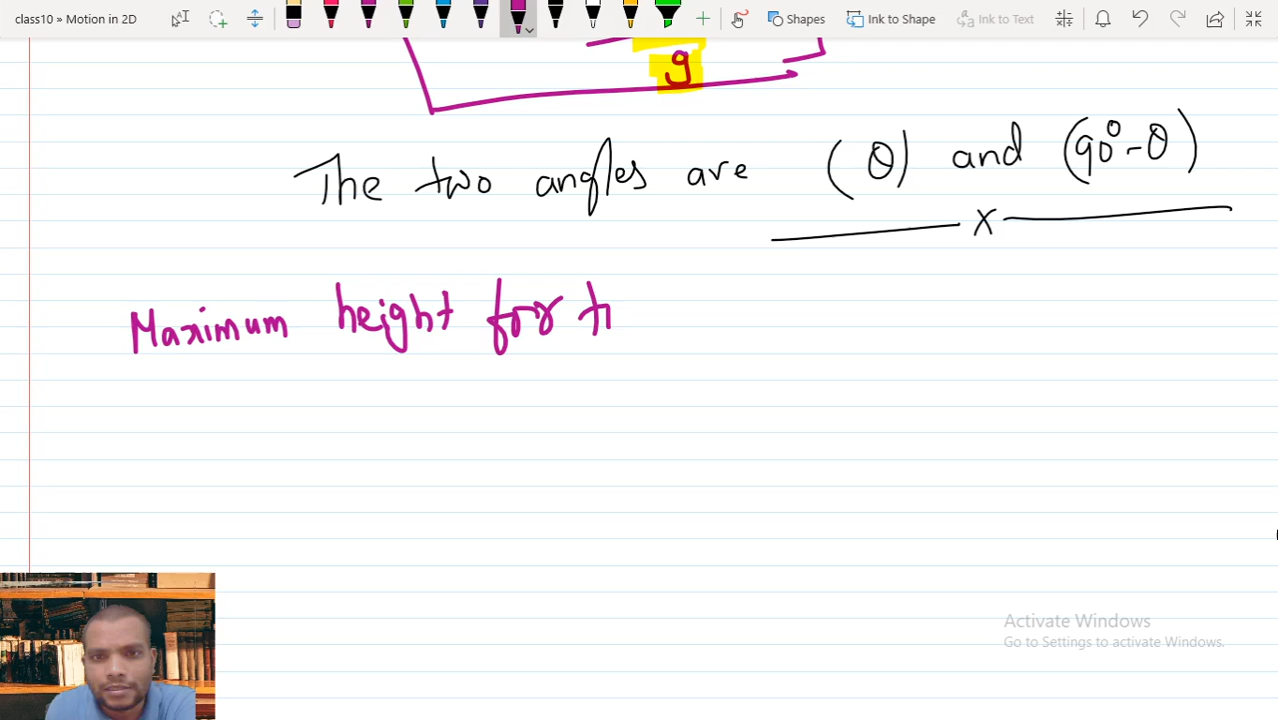 class10 » Motion in 2D
Shapes
Ink to Shape
Ink to Text
g
The two angles are (θ) and (90°-θ)
x
Maximum height for t
Activate Windows
Go to Settings to activate Windows.